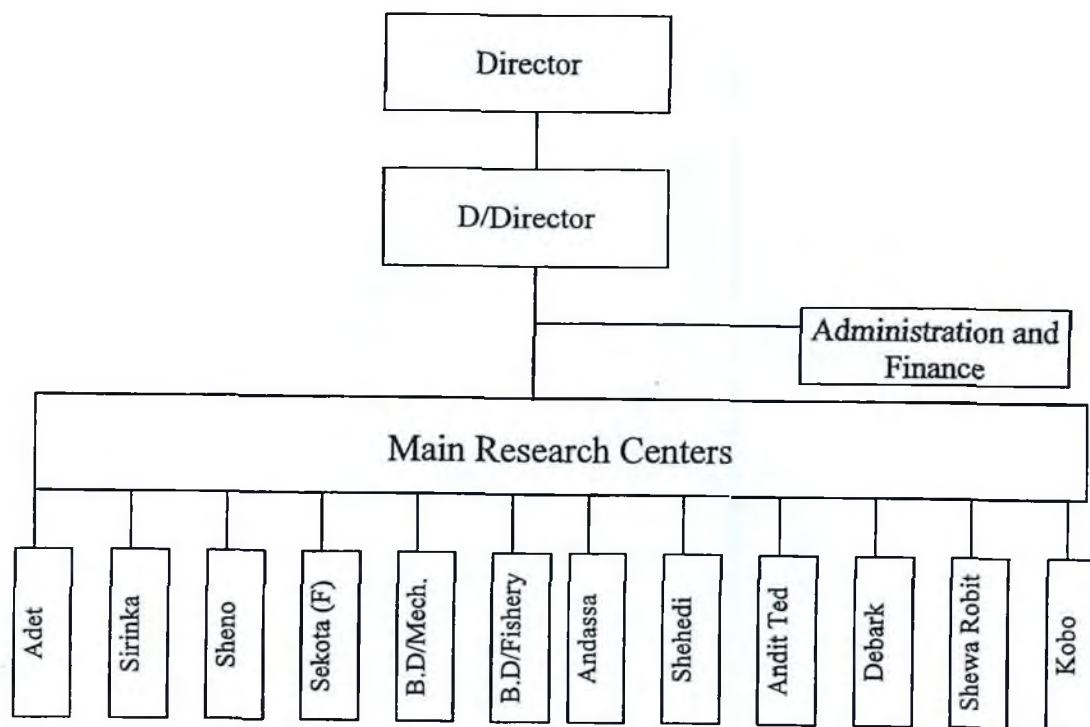 Director
D/Director
Administration and
Finance
Main Research Centers
Adet
Sirinka
Sheno
Sekota (F)
B.D/Mech.
B.D/Fishery
Andassa
Shehedi
Andit Ted
Debark
Shewa Robit
Kobo